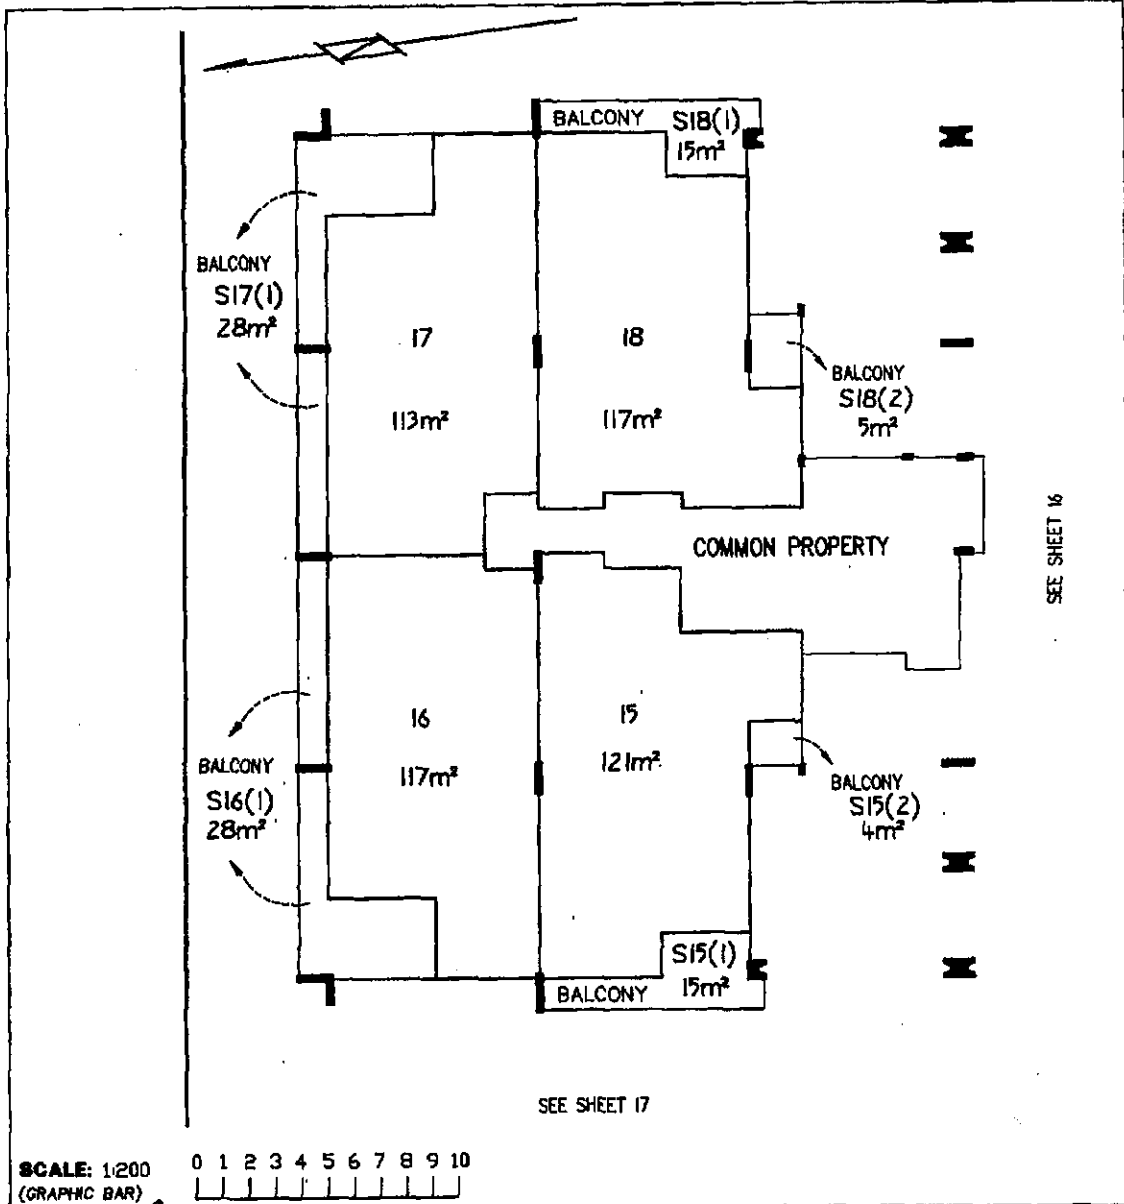 BALCONY S18(1)
15m²
BALCONY
S17(1)
28m²
17
113m²
18
117m²
BALCONY
S18(2)
5m²
COMMON PROPERTY
SEE SHEET 16
16
117m²
15
121m²
BALCONY
S16(1)
28m²
BALCONY
S15(2)
4m²
S15(1)
BALCONY 15m²
SEE SHEET 17
SCALE: 1:200
(GRAPHIC BAR)
0 1 2 3 4 5 6 7 8 9 10